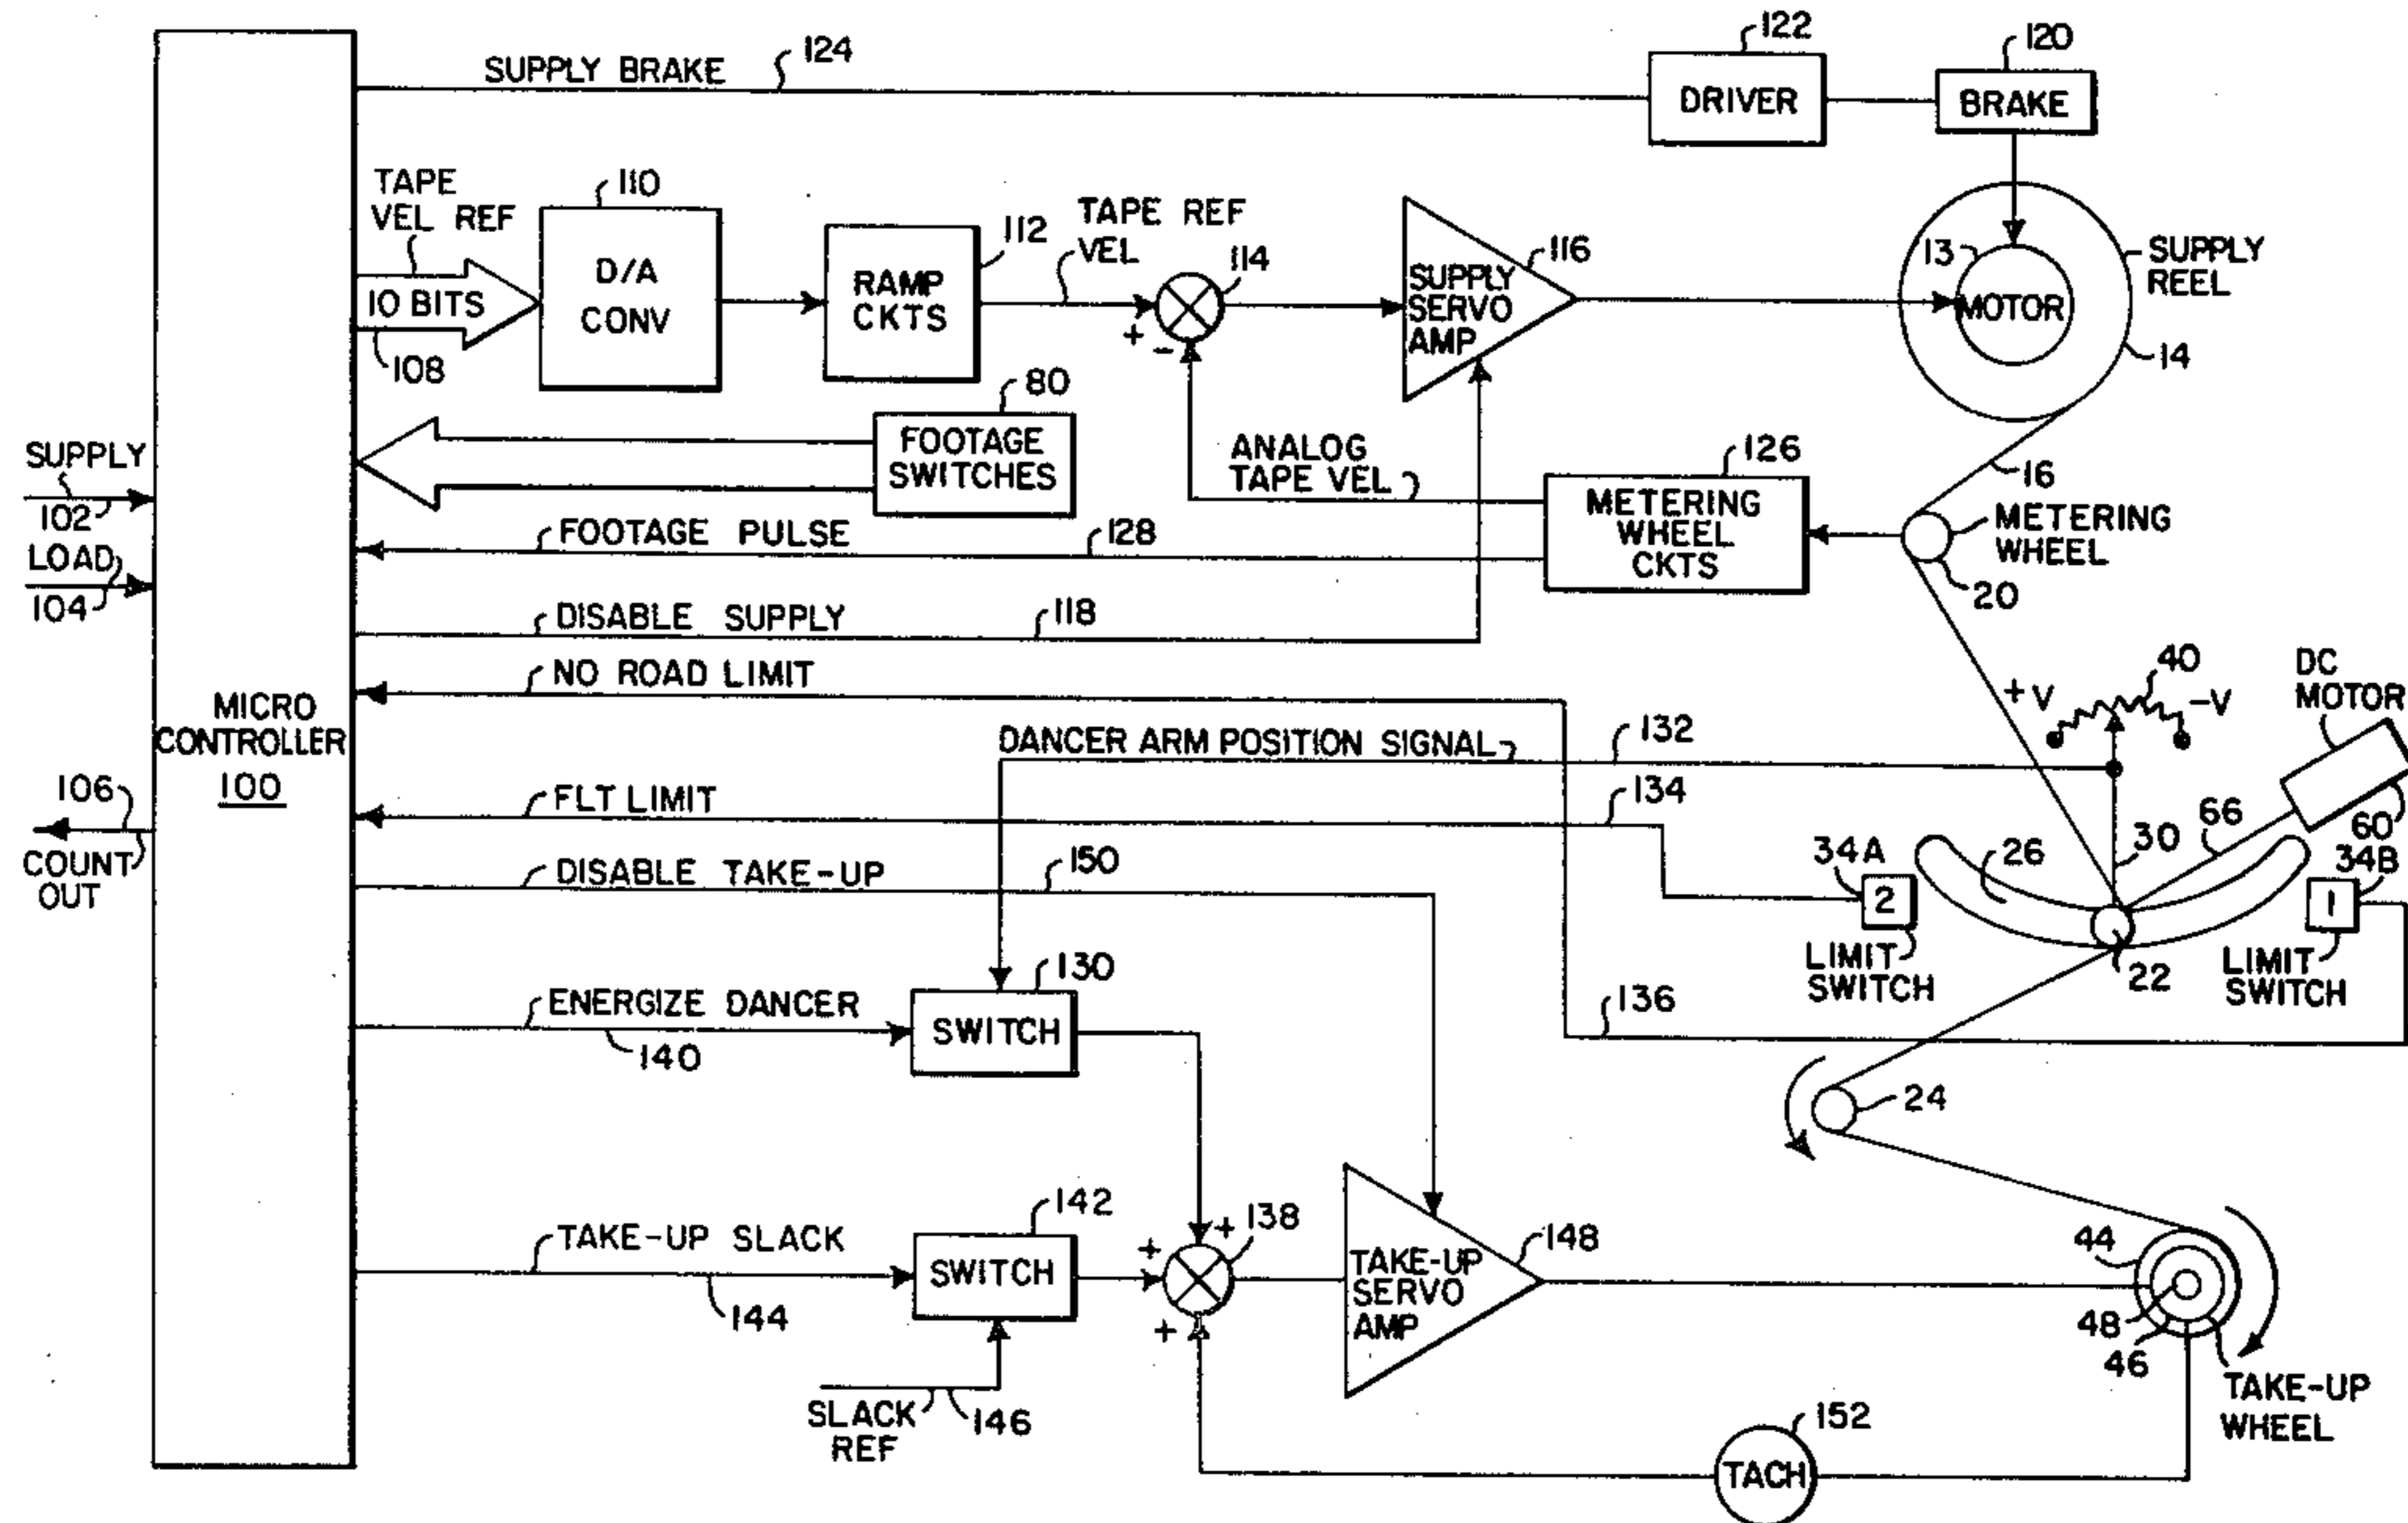 SUPPLY BRAKE
124
122
DRIVER
120
BRAKE
TAPE
VEL REF
10 BITS
108
110
D/A
CONV
112
RAMP
CKTS
TAPE REF
VEL
114
+
-
116
SUPPLY
SERVO
AMP
13
MOTOR
SUPPLY
REEL
14
80
FOOTAGE
SWITCHES
SUPPLY
102
LOAD
104
ANALOG
TAPE VEL
126
METERING
WHEEL
CKTS
16
METERING
WHEEL
20
FOOTAGE PULSE
128
DISABLE SUPPLY
118
NO ROAD LIMIT
MICRO
CONTROLLER
100
DANCER ARM POSITION SIGNAL
132
+V
40
-V
DC
MOTOR
60
106
COUNT
OUT
FLT LIMIT
134
66
30
26
34A
2
LIMIT
SWITCH
34B
1
LIMIT
SWITCH
22
DISABLE TAKE-UP
150
130
SWITCH
ENERGIZE DANCER
140
136
24
TAKE-UP SLACK
144
142
SWITCH
SLACK
REF
146
+
+
+
138
TAKE-UP
SERVO
AMP
148
44
48
46
TAKE-UP
WHEEL
152
TACH